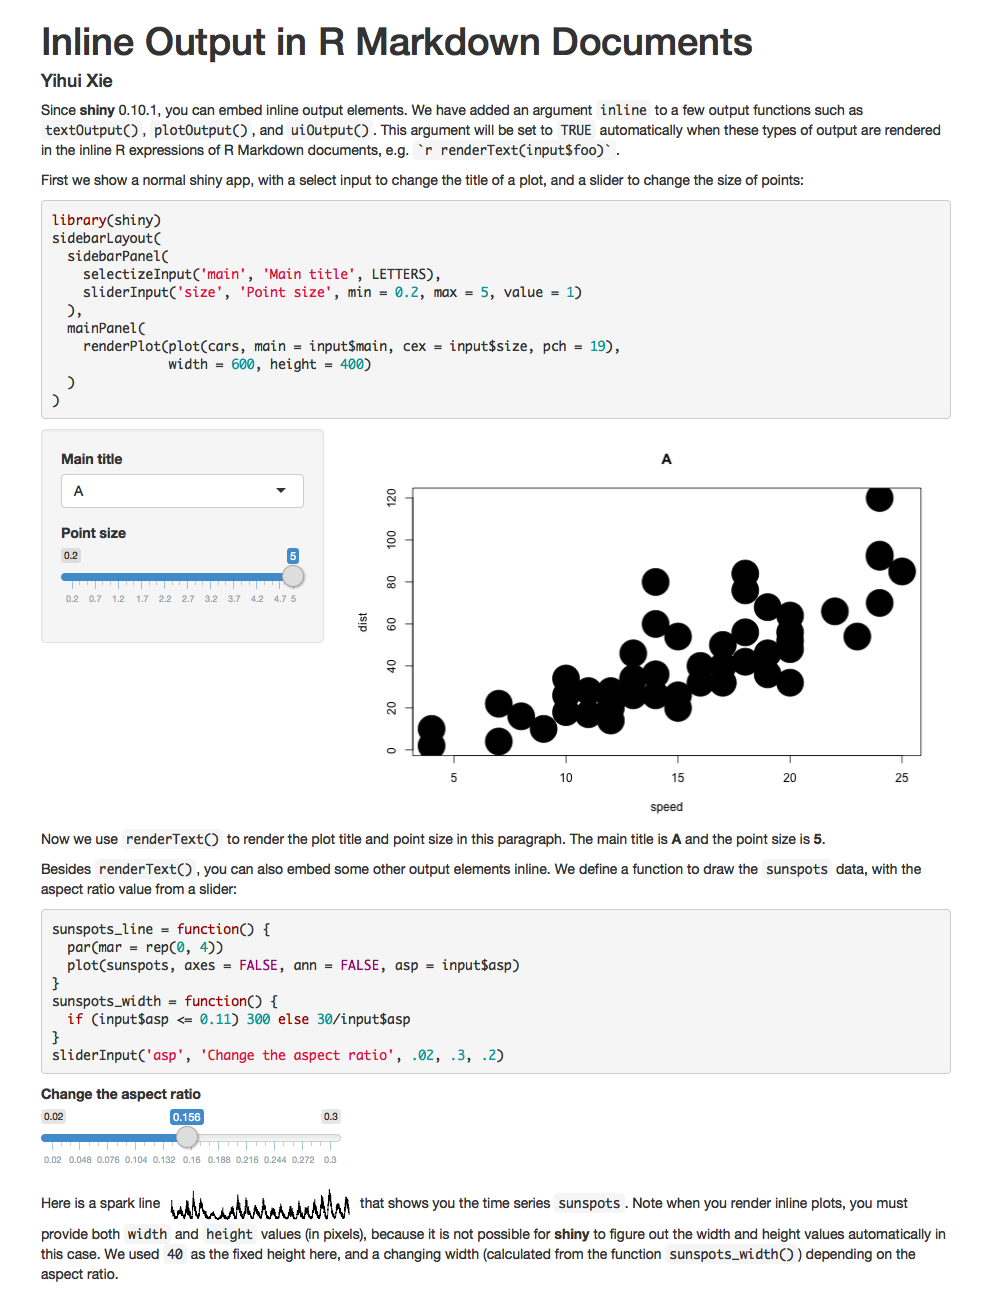 Inline Output in R Markdown Documents
Yihui Xie
Since shiny 0.10.1, you can embed inline output elements. We have added an argument inline to a few output functions such as
textOutput(), plotOutput(), and uiOutput(). This argument will be set to TRUE automatically when these types of output are rendered
in the inline R expressions of R Markdown documents, e.g. `r renderText(input$foo)`.
First we show a normal shiny app, with a select input to change the title of a plot, and a slider to change the size of points:
library(shiny)
sidebarLayout(
  sidebarPanel(
    selectizeInput('main', 'Main title', LETTERS),
    sliderInput('size', 'Point size', min = 0.2, max = 5, value = 1)
  ),
  mainPanel(
    renderPlot(plot(cars, main = input$main, cex = input$size, pch = 19),
               width = 600, height = 400)
  )
)
Main title
A
Point size
0.2 5
0.2 0.7 1.2 1.7 2.2 2.7 3.2 3.7 4.2 4.7 5
A
dist
120
100
80
60
40
20
0
5 10 15 20 25
speed
Now we use renderText() to render the plot title and point size in this paragraph. The main title is A and the point size is 5.
Besides renderText(), you can also embed some other output elements inline. We define a function to draw the sunspots data, with the
aspect ratio value from a slider:
sunspots_line = function() {
  par(mar = rep(0, 4))
  plot(sunspots, axes = FALSE, ann = FALSE, asp = input$asp)
}
sunspots_width = function() {
  if (input$asp <= 0.11) 300 else 30/input$asp
}
sliderInput('asp', 'Change the aspect ratio', .02, .3, .2)
Change the aspect ratio
0.02 0.156 0.3
0.02 0.048 0.076 0.104 0.132 0.16 0.188 0.216 0.244 0.272 0.3
Here is a spark line that shows you the time series sunspots. Note when you render inline plots, you must
provide both width and height values (in pixels), because it is not possible for shiny to figure out the width and height values automatically in
this case. We used 40 as the fixed height here, and a changing width (calculated from the function sunspots_width()) depending on the
aspect ratio.